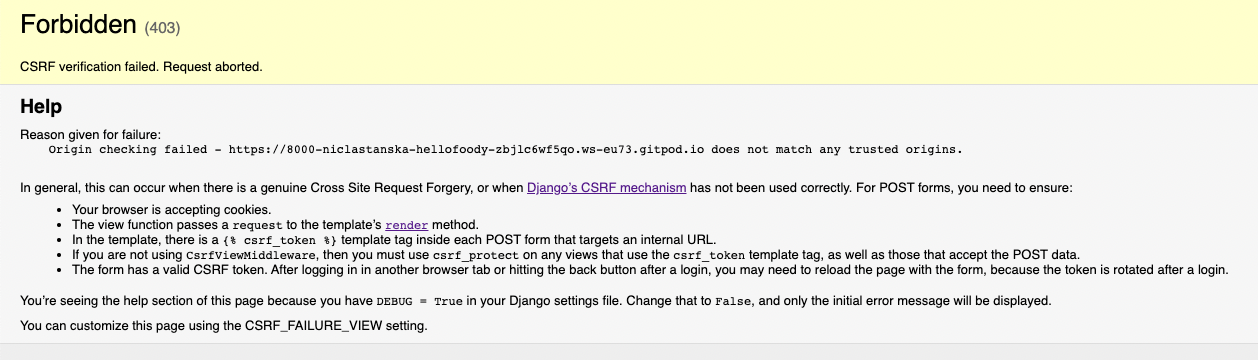 Forbidden (403)
CSRF verification failed. Request aborted.
Help
Reason given for failure:
Origin checking failed - https://8000-niclastanska-hellofoody-zbjlc6wf5qo.ws-eu73.gitpod.io does not match any trusted origins.
In general, this can occur when there is a genuine Cross Site Request Forgery, or when Django’s CSRF mechanism has not been used correctly. For POST forms, you need to ensure:
• Your browser is accepting cookies.
• The view function passes a request to the template’s render method.
• In the template, there is a {% csrf_token %} template tag inside each POST form that targets an internal URL.
• If you are not using CsrfViewMiddleware, then you must use csrf_protect on any views that use the csrf_token template tag, as well as those that accept the POST data.
• The form has a valid CSRF token. After logging in in another browser tab or hitting the back button after a login, you may need to reload the page with the form, because the token is rotated after a login.
You’re seeing the help section of this page because you have DEBUG = True in your Django settings file. Change that to False, and only the initial error message will be displayed.
You can customize this page using the CSRF_FAILURE_VIEW setting.